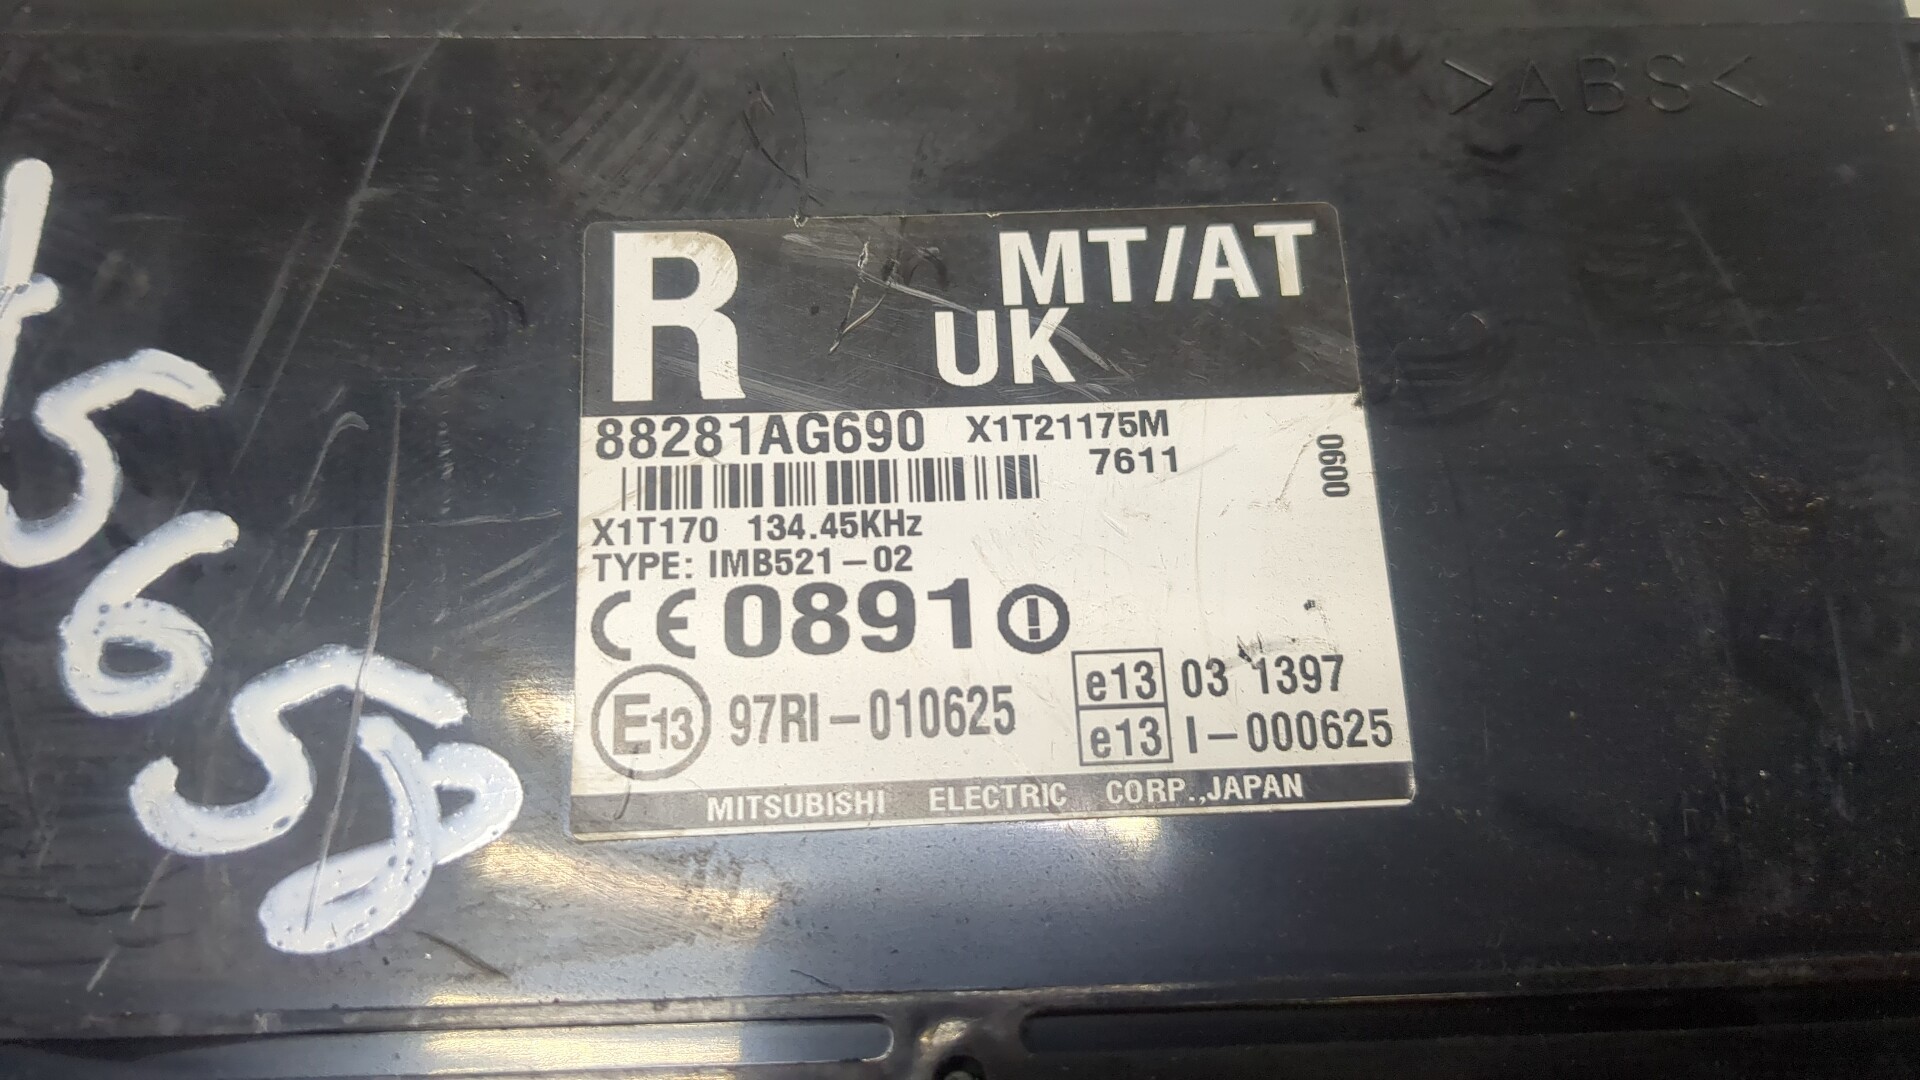 >ABS<
R MT/AT
UK
88281AG690 X1T21175M
7611
0090
X1T170 134.45KHz
TYPE: IMB521-02
CE 0891
E13 97RI-010625
e13 03 1397
e13 I-000625
MITSUBISHI ELECTRIC CORP.,JAPAN